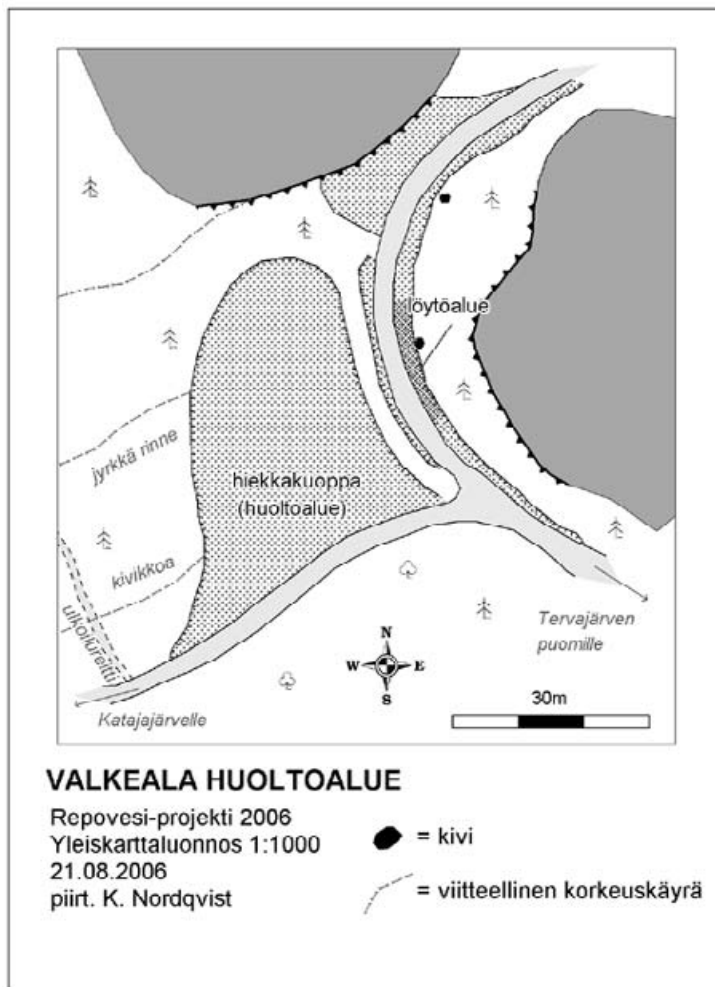 löytöalue
jyrkkä rinne
hiekkakuoppa
(huoltoalue)
kivikkoa
ulkoilureitti
Tervajärven
puomille
N
W E
S
30m
Katajajärvelle
VALKEALA HUOLTOALUE
Repovesi-projekti 2006
Yleiskarttaluonnos 1:1000
21.08.2006
piirt. K. Nordqvist
= kivi
= viitteellinen korkeuskäyrä